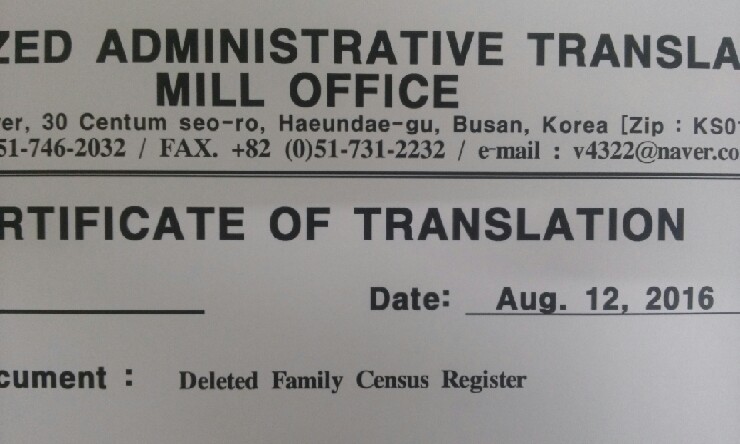 ZED ADMINISTRATIVE TRANSLA
MILL OFFICE
er, 30 Centum seo-ro, Haeundae-gu, Busan, Korea [Zip : KS01
51-746-2032 / FAX. +82 (0)51-731-2232 / e-mail : v4322@naver.co
RTIFICATE OF TRANSLATION
Date: Aug. 12, 2016
cument : Deleted Family Census Register